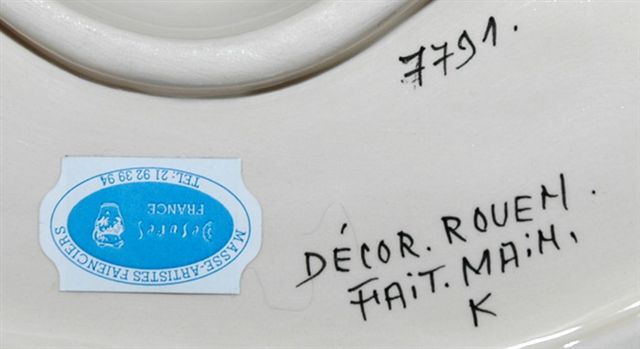 7791.
DÉCOR. ROUEN.
FAIT. MAIN.
K
MASSE-ARTISTES FAIENCIERS
TEL: 21 92 39 94
Desvres
FRANCE